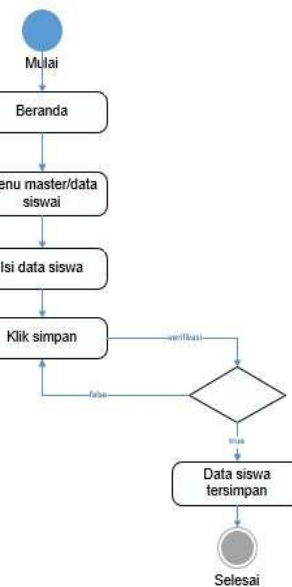 Mulai
Beranda
enu master/data
siswai
Isi data siswa
Klik simpan
verifikasi
false
true
Data siswa
tersimpan
Selesai